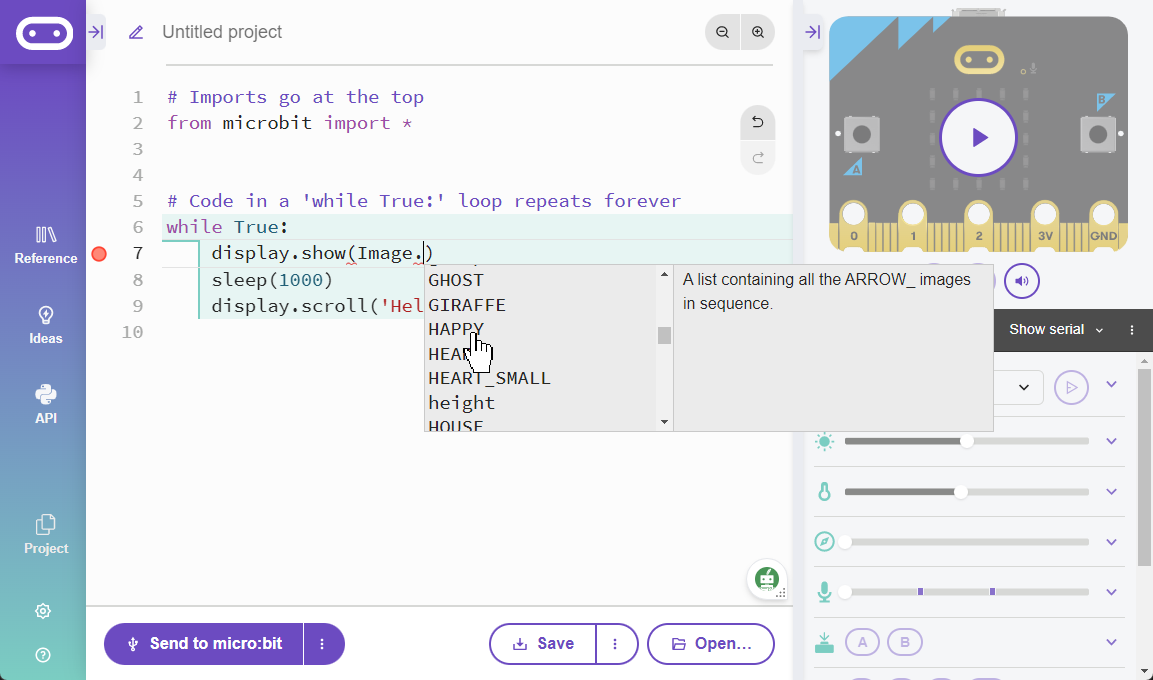 Untitled project
1 # Imports go at the top
2 from microbit import *
3
4
5 # Code in a 'while True:' loop repeats forever
6 while True:
7 display.show(Image.)
8 sleep(1000)
9 display.scroll('Hel
10
GHOST
GIRAFFE
HAPPY
HEART_SMALL
height
HOUSE
A list containing all the ARROW_ images
in sequence.
Reference
Ideas
API
Project
Send to micro:bit
Save
Open...
B
A
0 1 2 3V GND
Show serial
A B